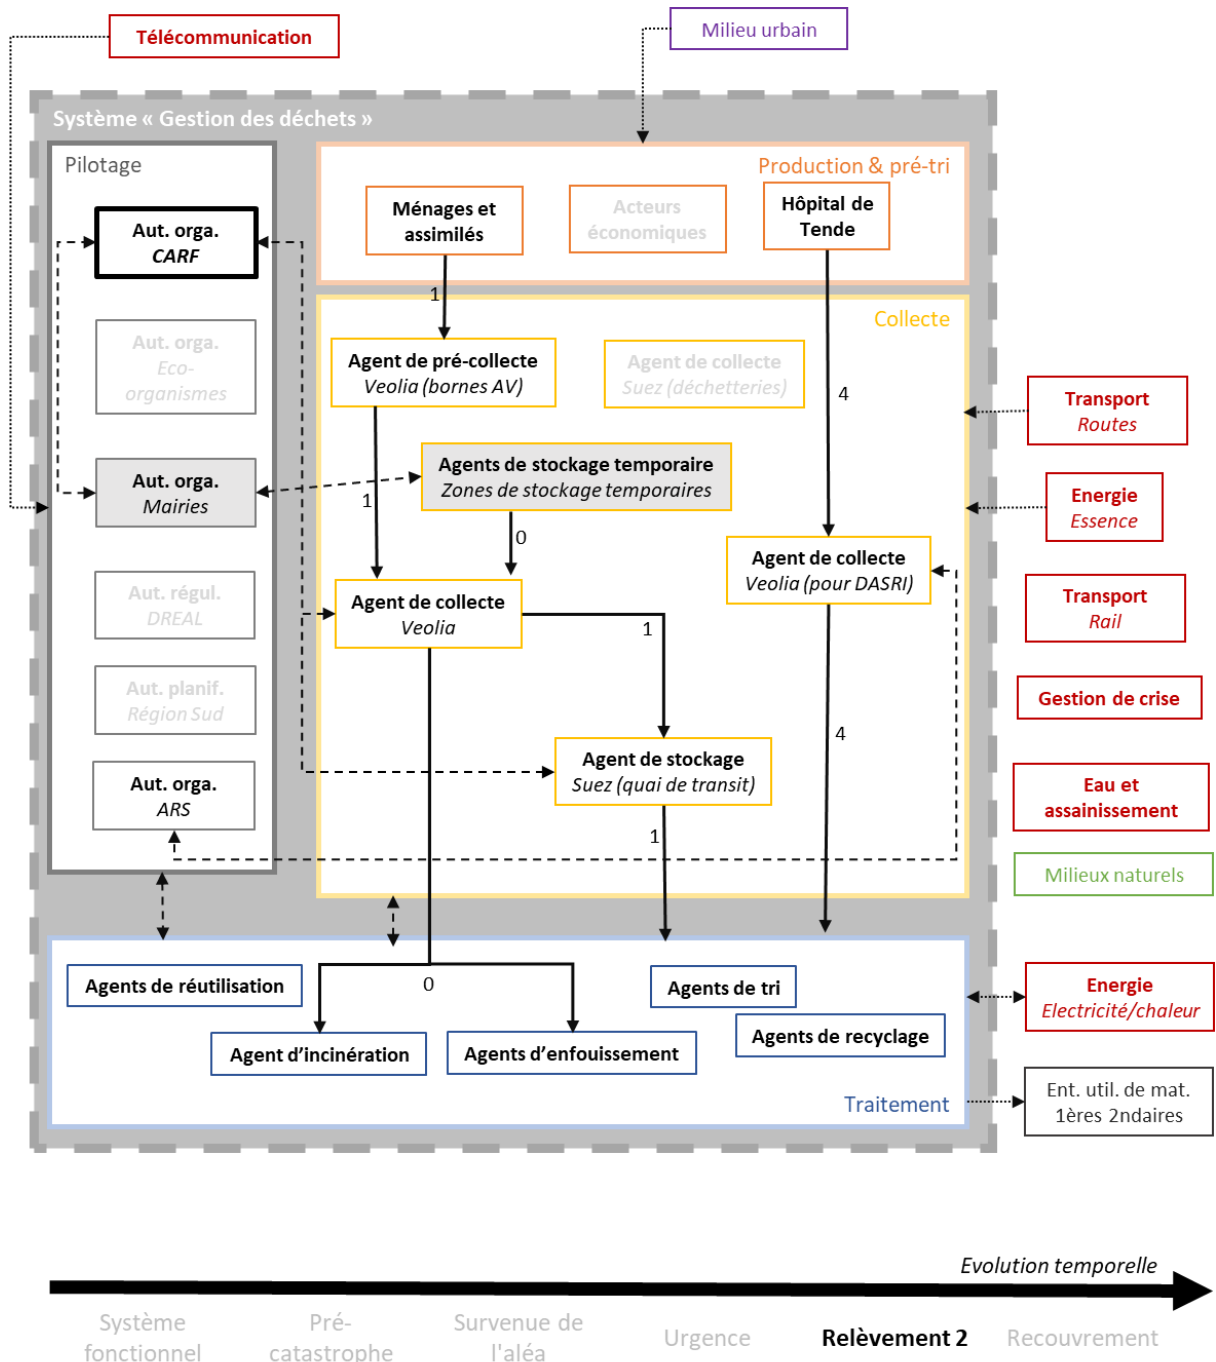 Télécommunication
Milieu urbain
Système « Gestion des déchets »
Pilotage
Production & pré-tri
Aut. orga.
CARF
Ménages et
assimilés
Acteurs
économiques
Hôpital de
Tende
1
Collecte
Aut. orga.
Eco-
organismes
Agent de pré-collecte
Veolia (bornes AV)
Agent de collecte
Suez (déchetteries)
4
Transport
Routes
Aut. orga.
Mairies
Agents de stockage temporaire
Zones de stockage temporaires
1
0
Energie
Essence
Agent de collecte
Veolia (pour DASRI)
Aut. régul.
DREAL
Agent de collecte
Veolia
1
Transport
Rail
Aut. planif.
Région Sud
Gestion de crise
4
Agent de stockage
Suez (quai de transit)
Aut. orga.
ARS
Eau et
assainissement
1
Milieux naturels
Agents de réutilisation
0
Agents de tri
Energie
Electricité/chaleur
Agent d'incinération
Agents d'enfouissement
Agents de recyclage
Traitement
Ent. util. de mat.
1ères 2ndaires
Evolution temporelle
Système
fonctionnel
Pré-
catastrophe
Survenue de
l'aléa
Urgence
Relèvement 2
Recouvrement